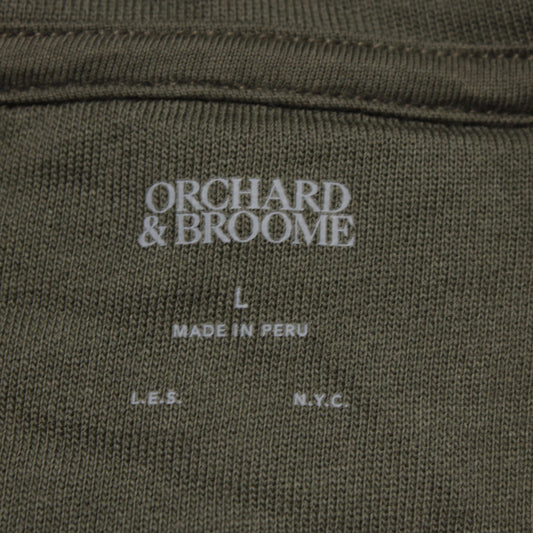 ORCHARD
& BROOME
L
MADE IN PERU
L.E.S. N.Y.C.